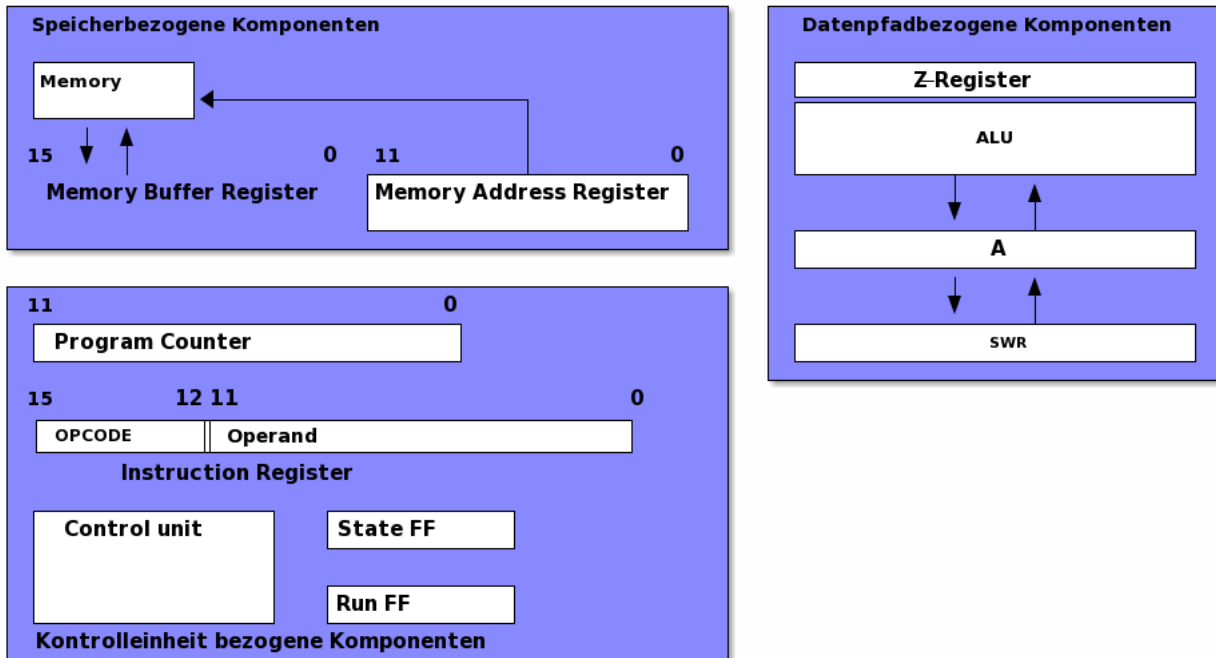 Speicherbezogene Komponenten
Memory
15 0 11 0
Memory Buffer Register Memory Address Register
Datenpfadbezogene Komponenten
Z-Register
ALU
A
SWR
11 0
Program Counter
15 12 11 0
OPCODE Operand
Instruction Register
Control unit State FF
Run FF
Kontrolleinheit bezogene Komponenten